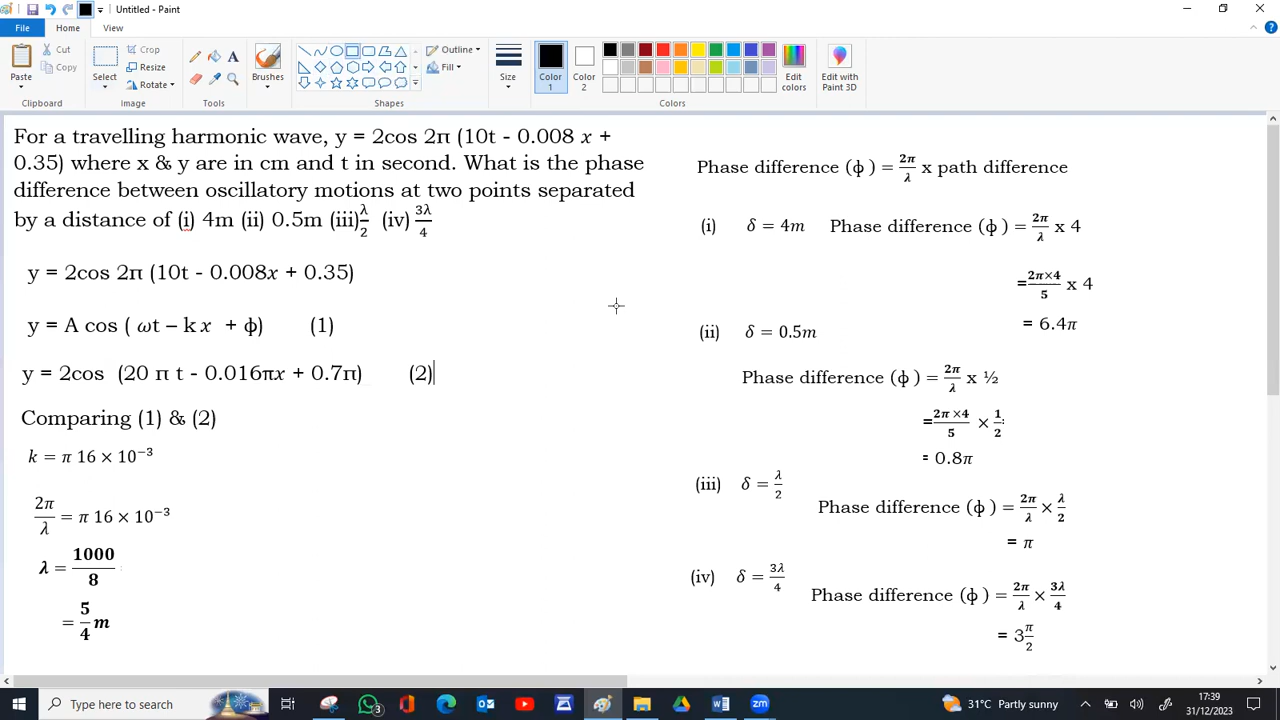 Untitled - Paint
File Home View
Paste Cut Copy Clipboard
Select Crop Resize Rotate Image
Tools
Brushes
Shapes Outline Fill
Size
Color 1 Color 2 Edit colors Colors
Edit with Paint 3D
For a travelling harmonic wave, y = 2cos 2π (10t - 0.008 x +
0.35) where x & y are in cm and t in second. What is the phase
difference between oscillatory motions at two points separated
by a distance of (i) 4m (ii) 0.5m (iii) λ/2 (iv) 3λ/4
y = 2cos 2π (10t - 0.008x + 0.35)
y = A cos ( ωt – k x + ϕ) (1)
y = 2cos (20 π t - 0.016πx + 0.7π) (2)
Comparing (1) & (2)
k = π 16 × 10⁻³
2π/λ = π 16 × 10⁻³
λ = 1000/8
= 5/4 m
Phase difference (ϕ ) = 2π/λ x path difference
(i) δ = 4m Phase difference (ϕ ) = 2π/λ x 4
= 2π×4/5 x 4
= 6.4π
(ii) δ = 0.5m
Phase difference (ϕ ) = 2π/λ x ½
= 2π ×4/5 × 1/2
= 0.8π
(iii) δ = λ/2 Phase difference (ϕ ) = 2π/λ × λ/2
= π
(iv) δ = 3λ/4 Phase difference (ϕ ) = 2π/λ × 3λ/4
= 3 π/2
Type here to search
3
31°C Partly sunny
17:39
31/12/2023